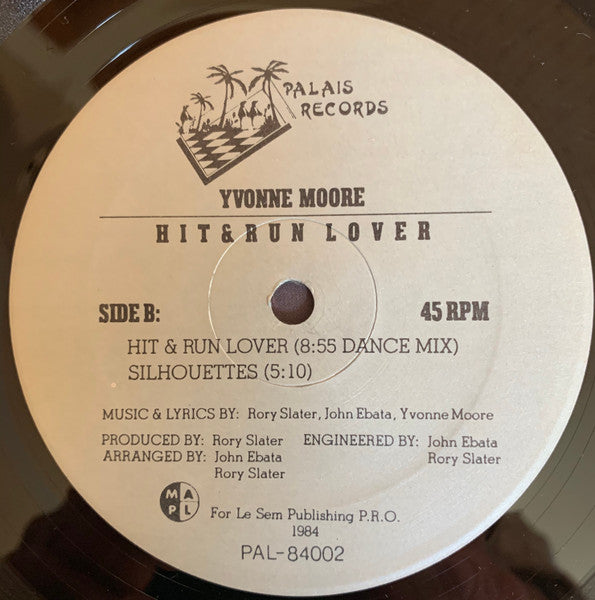 PALAIS
RECORDS
YVONNE MOORE
HIT & RUN LOVER
SIDE B: 45 RPM
HIT & RUN LOVER (8:55 DANCE MIX)
SILHOUETTES (5:10)
MUSIC & LYRICS BY: Rory Slater, John Ebata, Yvonne Moore
PRODUCED BY: Rory Slater ENGINEERED BY: John Ebata
ARRANGED BY: John Ebata Rory Slater
Rory Slater
M A
P L
For Le Sem Publishing P.R.O.
1984
PAL-84002